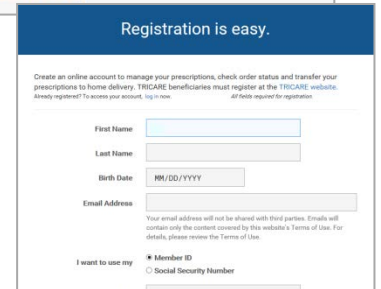 Registration is easy.
Create an online account to manage your prescriptions, check order status and transfer your
prescriptions to home delivery. TRICARE beneficiaries must register at the TRICARE website.
Already registered? To access your account, log in now. All fields required for registration.
First Name
Last Name
Birth Date MM/DD/YYYY
Email Address
Your email address will not be shared with third parties. Emails will
contain only the content covered by this website's Terms of Use. For
details, please review the Terms of Use.
I want to use my Member ID
Social Security Number